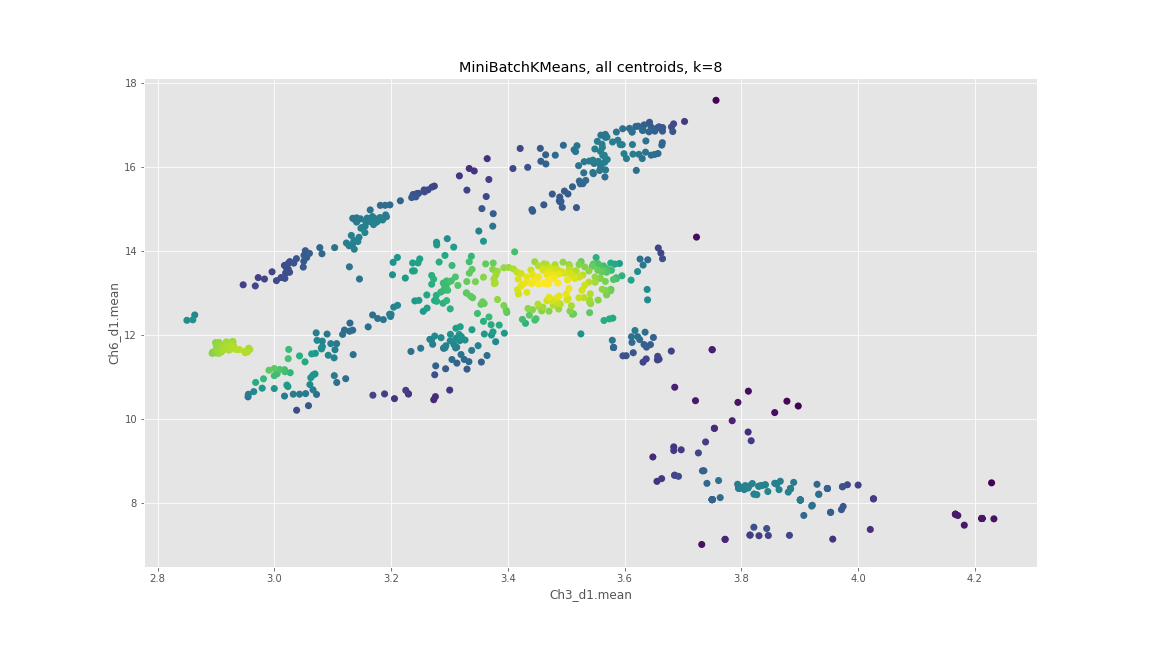 MiniBatchKMeans, all centroids, k=8
18
16
14
12
10
8
Ch6_d1.mean
2.8 3.0 3.2 3.4 3.6 3.8 4.0 4.2
Ch3_d1.mean